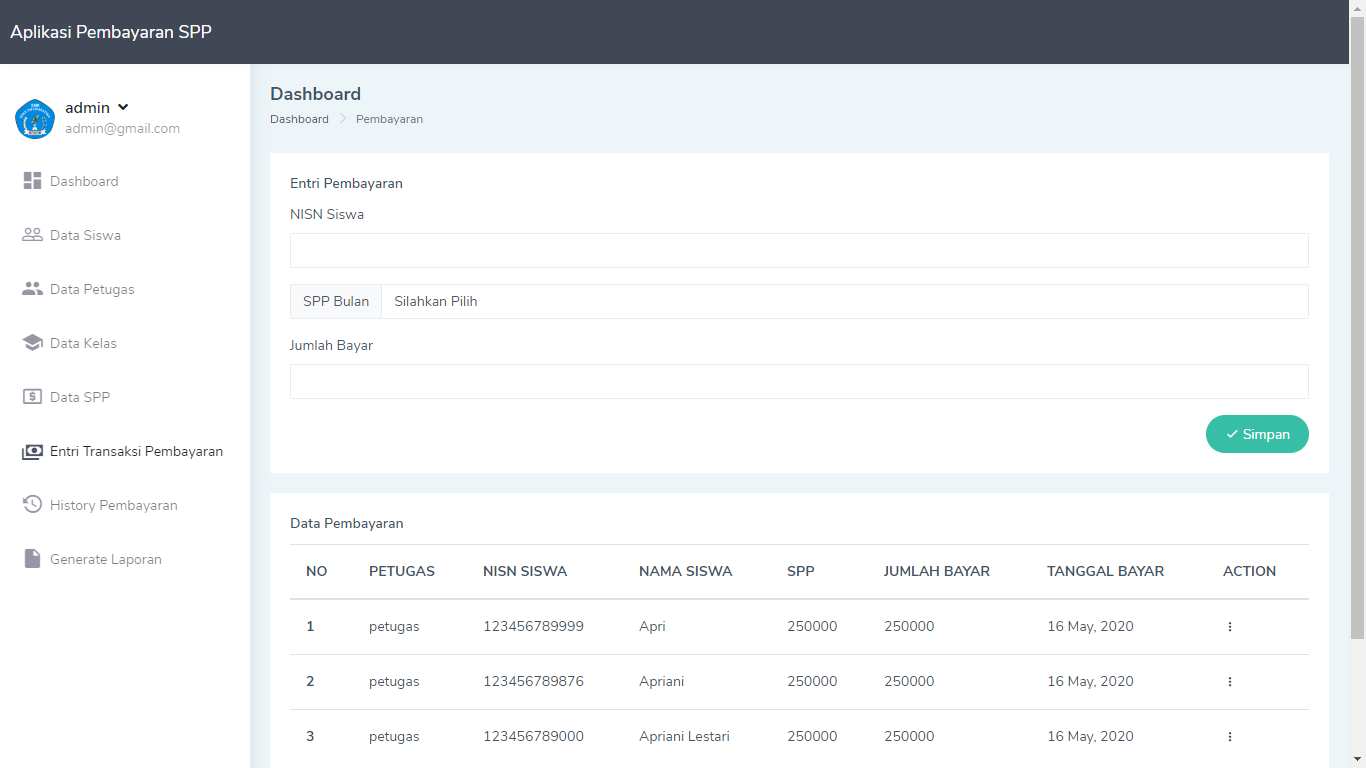 Aplikasi Pembayaran SPP
admin
admin@gmail.com
Dashboard
Data Siswa
Data Petugas
Data Kelas
Data SPP
Entri Transaksi Pembayaran
History Pembayaran
Generate Laporan
Dashboard
Dashboard Pembayaran
Entri Pembayaran
NISN Siswa
SPP Bulan Silahkan Pilih
Jumlah Bayar
Simpan
Data Pembayaran
NO PETUGAS NISN SISWA NAMA SISWA SPP JUMLAH BAYAR TANGGAL BAYAR ACTION
1 petugas 123456789999 Apri 250000 250000 16 May, 2020
2 petugas 123456789876 Apriani 250000 250000 16 May, 2020
3 petugas 123456789000 Apriani Lestari 250000 250000 16 May, 2020